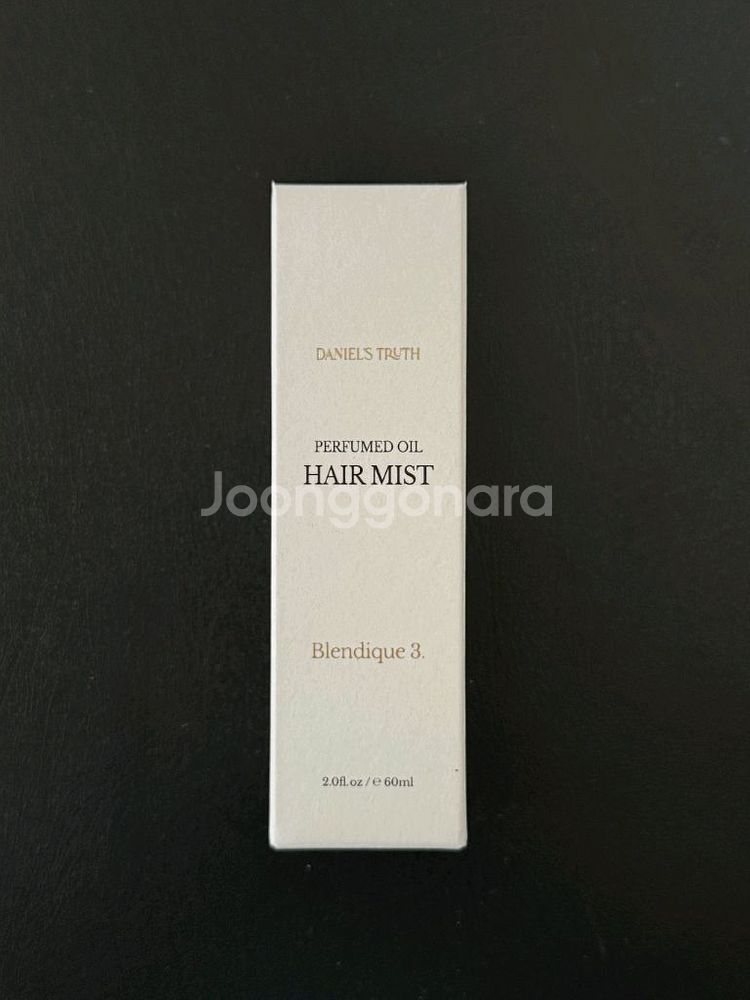 DANIEL'S TRUTH
PERFUMED OIL
HAIR MIST
Joonggonara
Blendique 3.
2.0fl.oz / ℮ 60ml